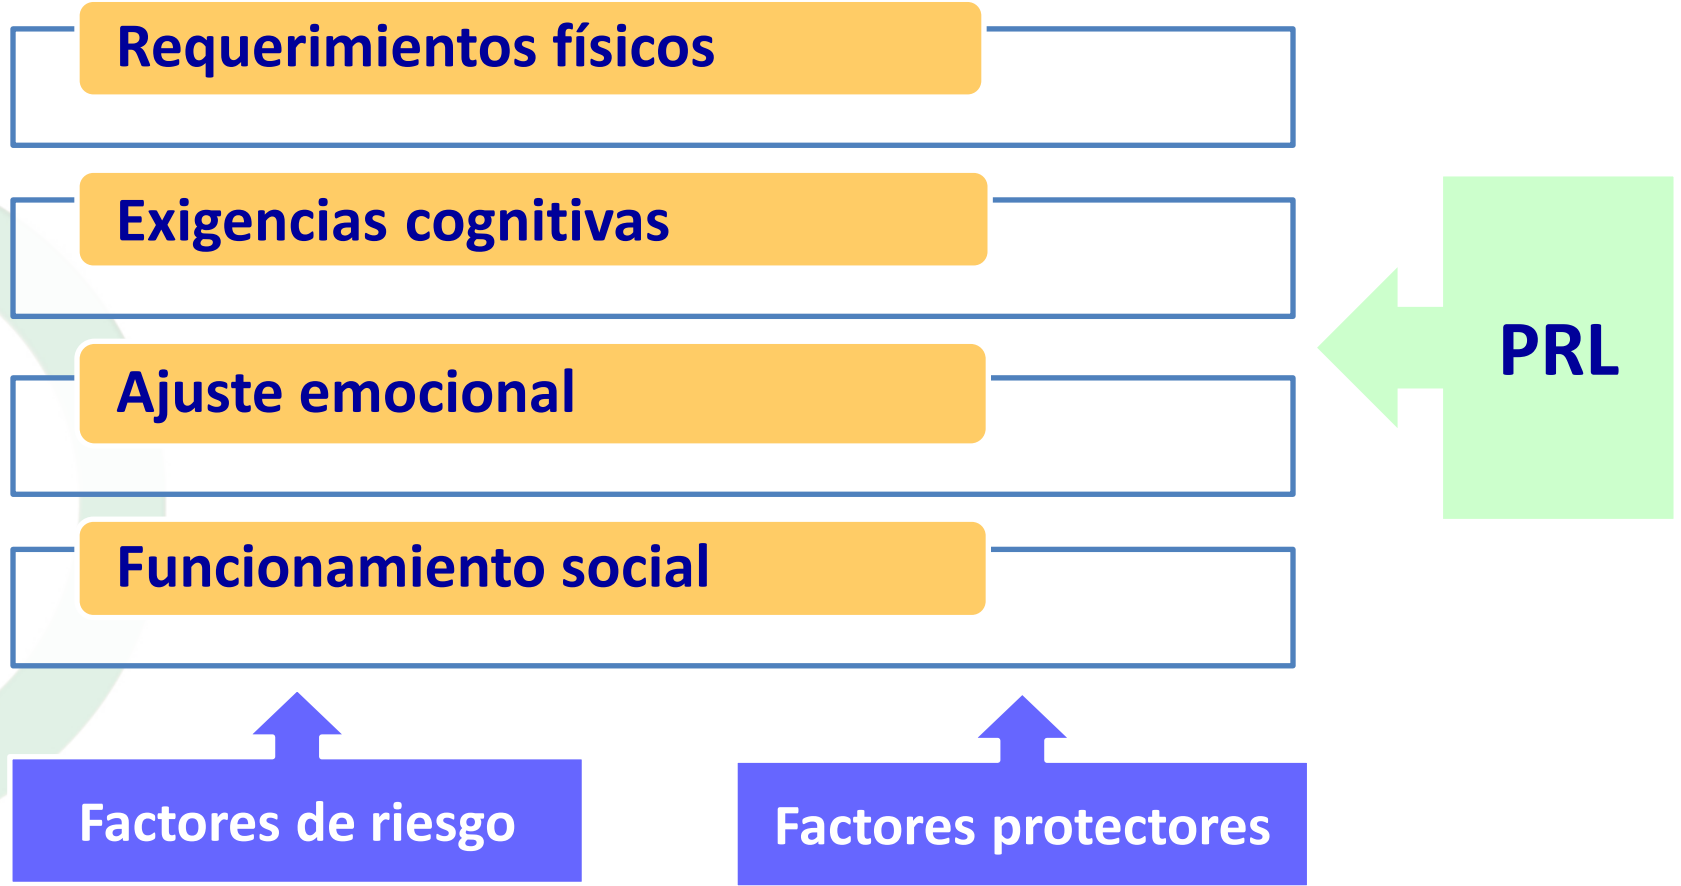 Requerimientos físicos
Exigencias cognitivas
PRL
Ajuste emocional
Funcionamiento social
Factores de riesgo
Factores protectores